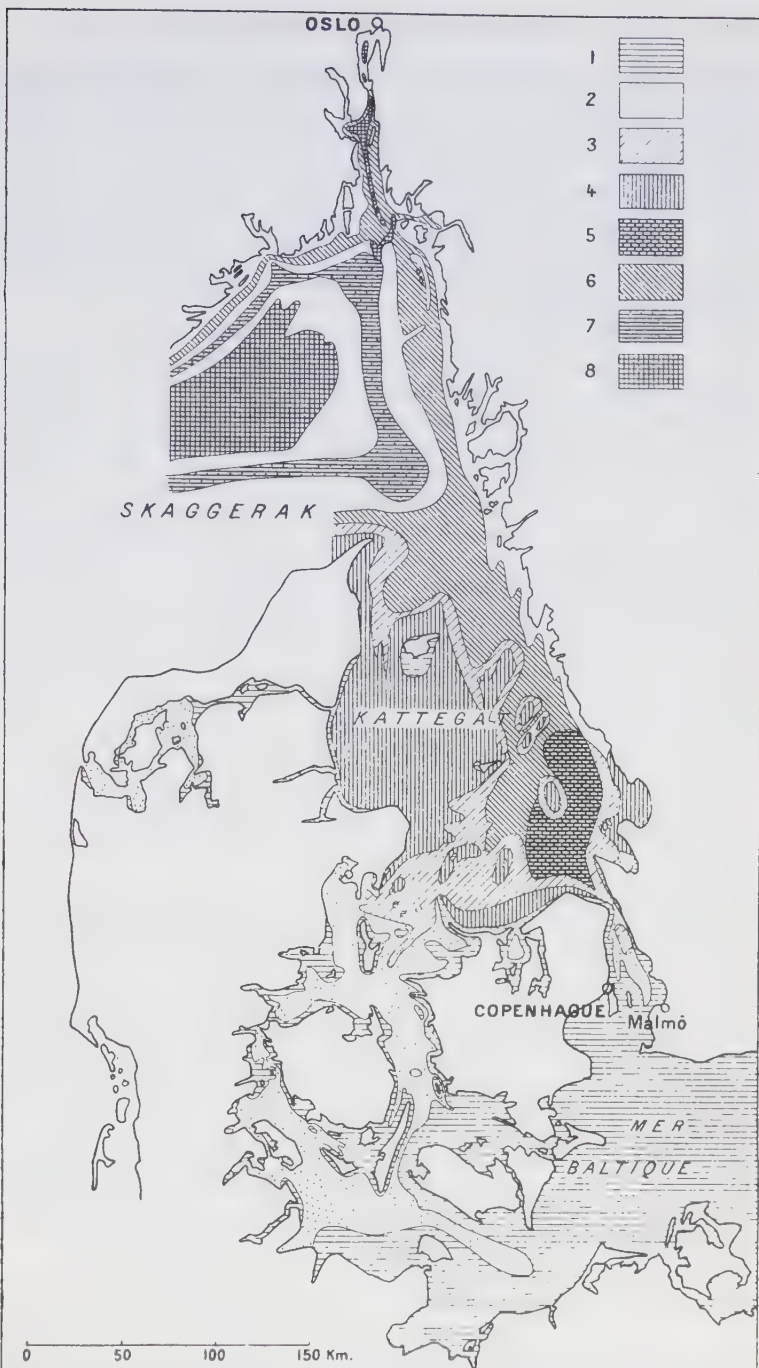 OSLO
1
2
3
4
5
6
7
8
SKAGGERAK
KATTEGAT
COPENHAGUE
Malmö
MER
BALTIQUE
0 50 100 150 Km.